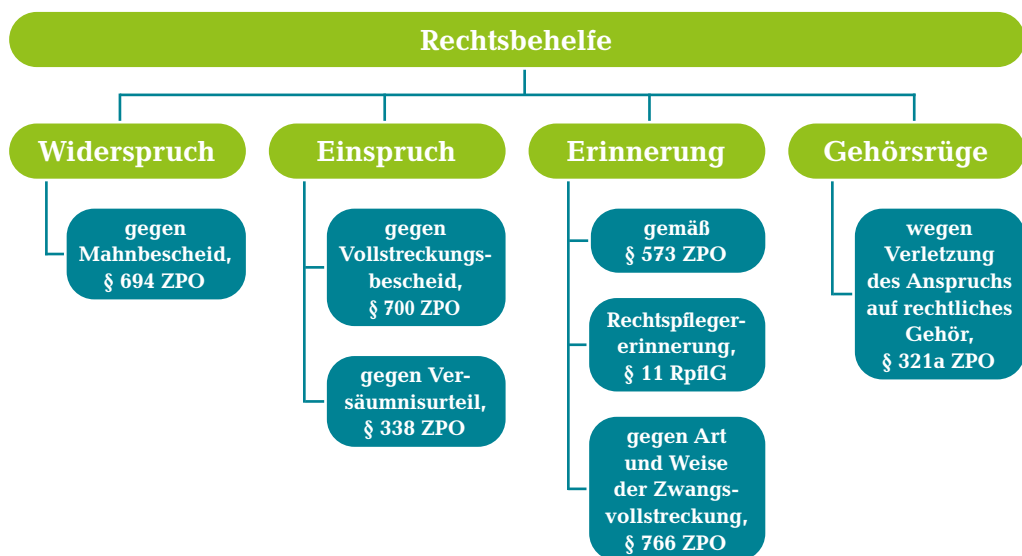 Rechtsbehelfe
Widerspruch
gegen
Mahnbescheid,
§ 694 ZPO
Einspruch
gegen
Vollstreckungs-
bescheid,
§ 700 ZPO
gegen Ver-
säumnisurteil,
§ 338 ZPO
Erinnerung
gemäß
§ 573 ZPO
Rechtspfleger-
erinnerung,
§ 11 RpflG
gegen Art
und Weise
der Zwangs-
vollstreckung,
§ 766 ZPO
Gehörsrüge
wegen
Verletzung
des Anspruchs
auf rechtliches
Gehör,
§ 321a ZPO